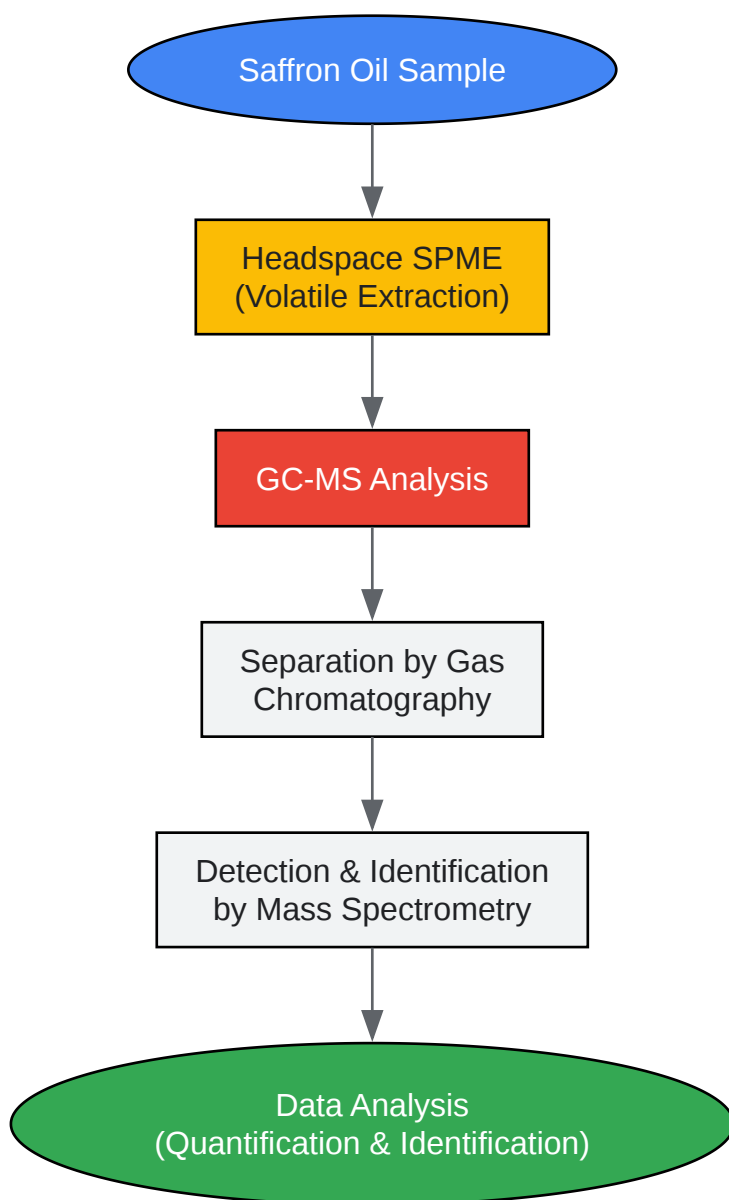 Saffron Oil Sample
Headspace SPME
(Volatile Extraction)
GC-MS Analysis
Separation by Gas
Chromatography
Detection & Identification
by Mass Spectrometry
Data Analysis
(Quantification & Identification)